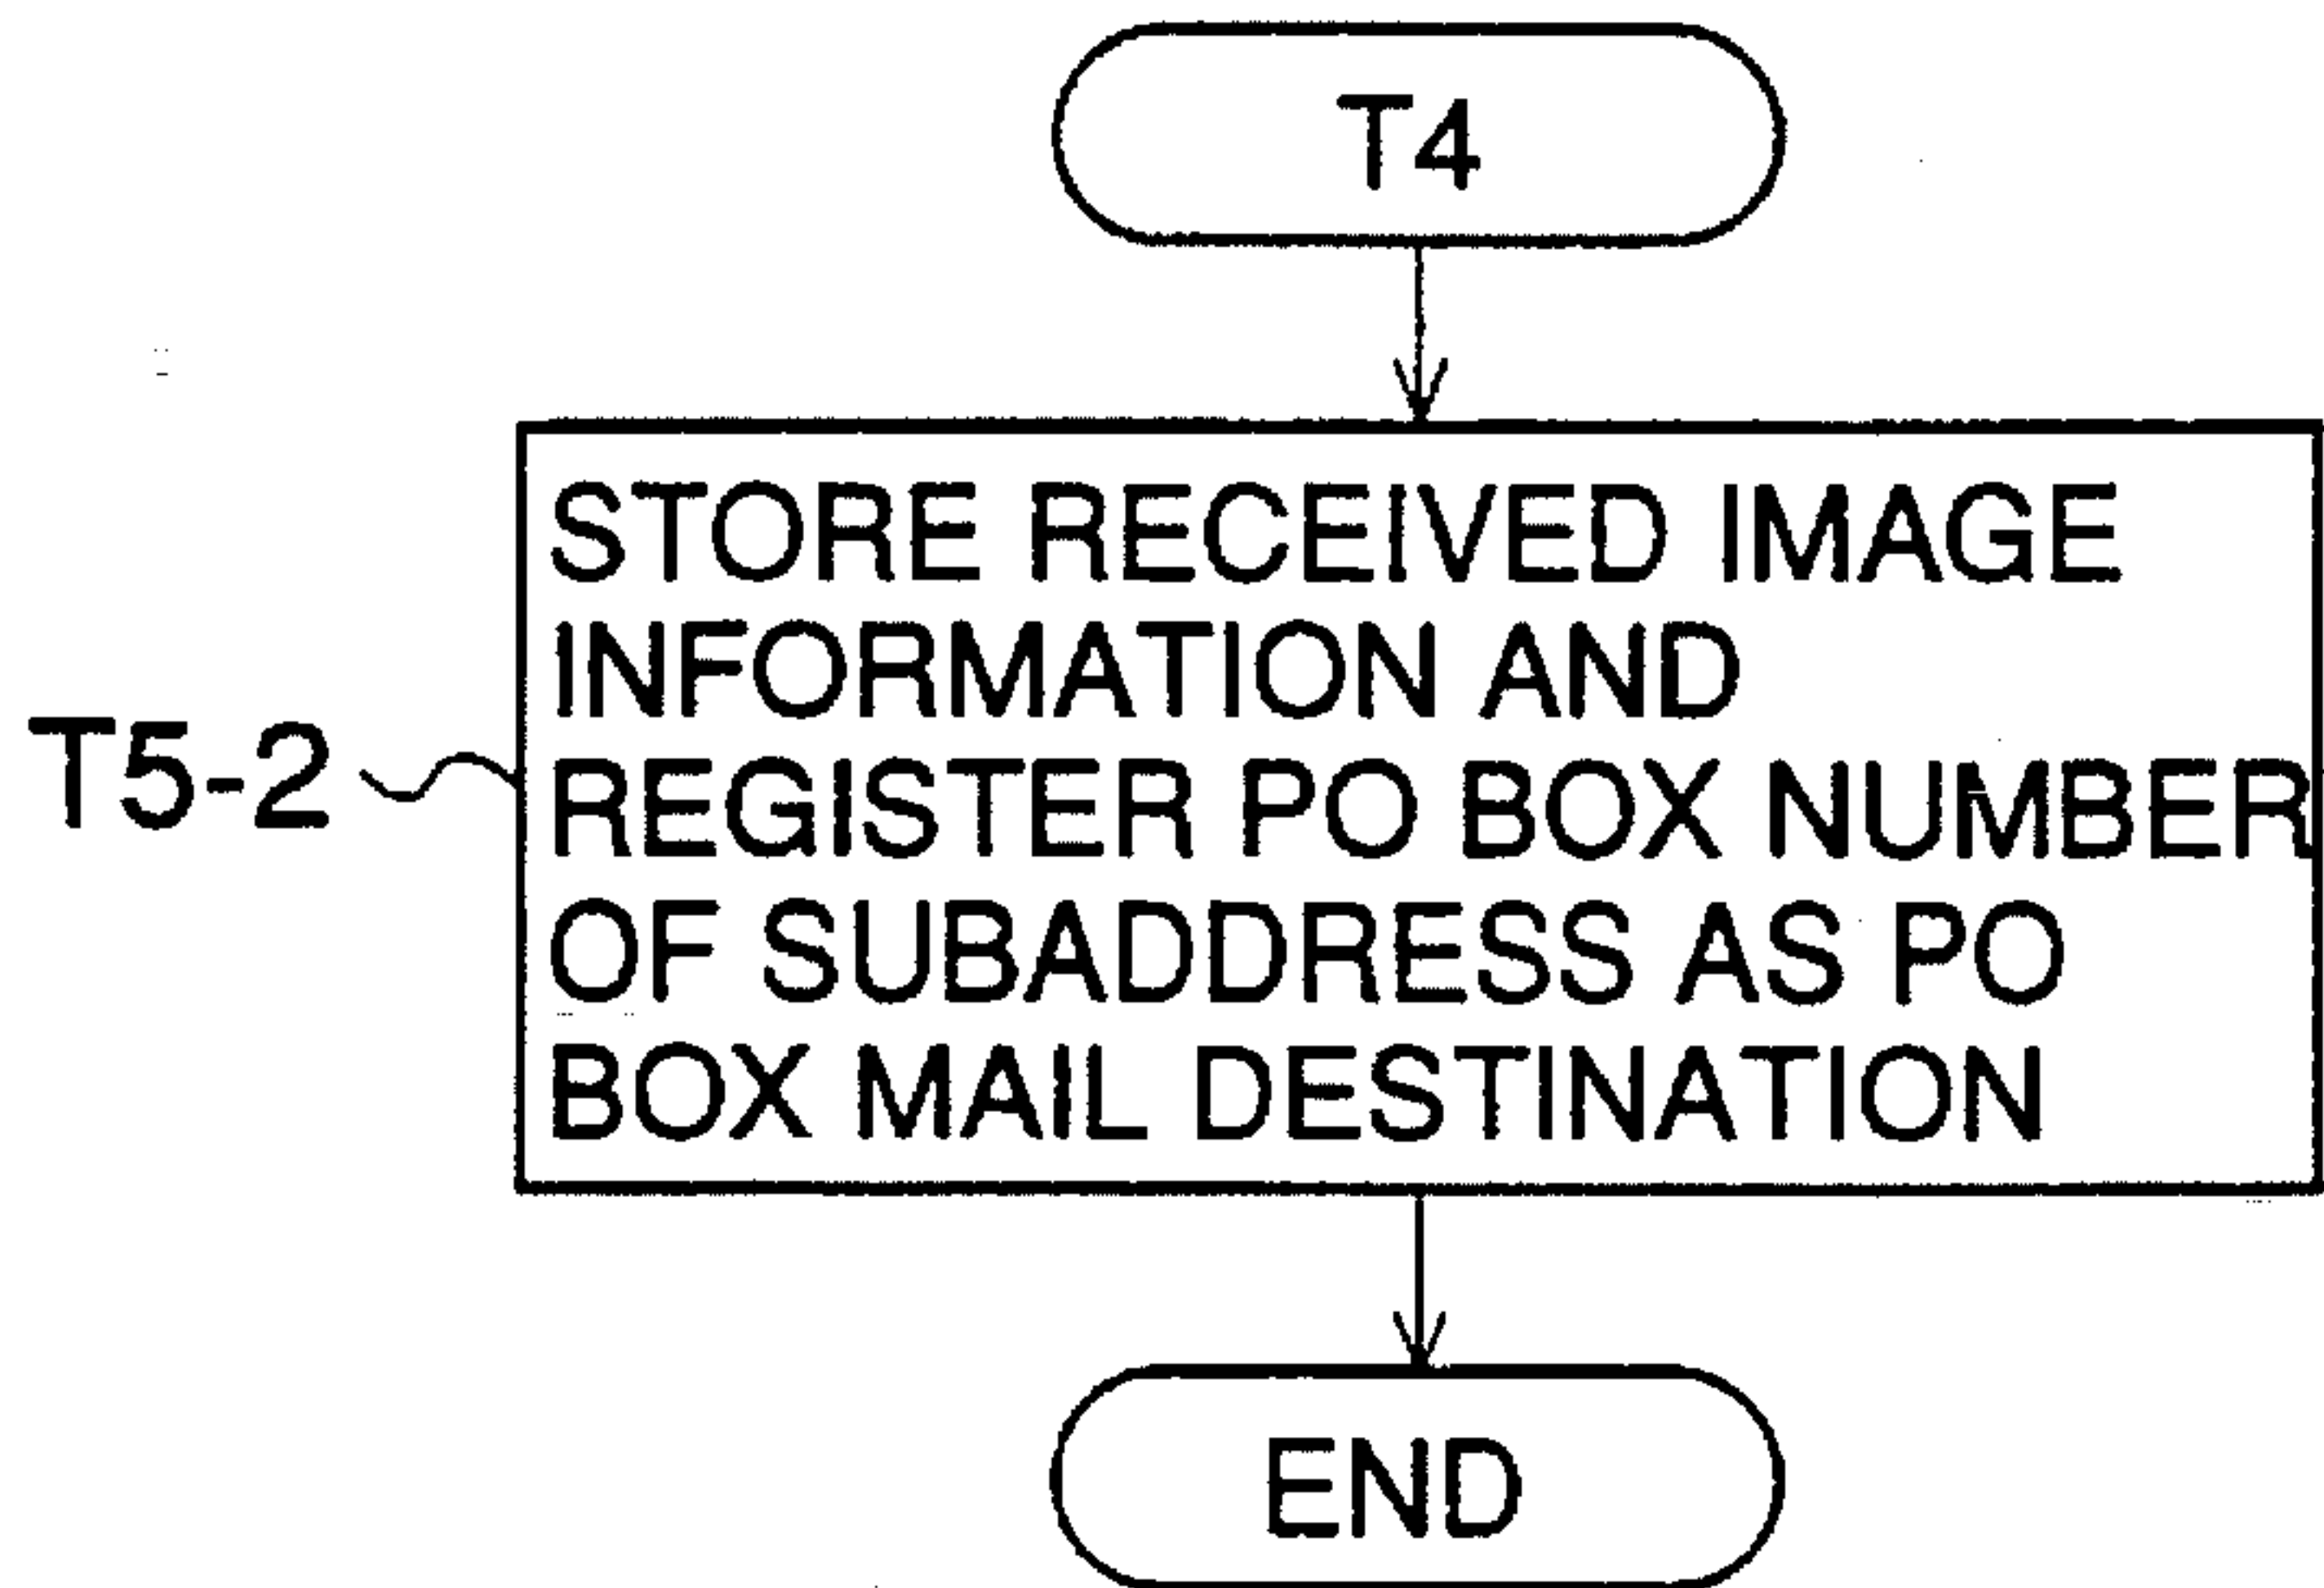 T4
STORE RECEIVED IMAGE
INFORMATION AND
REGISTER PO BOX NUMBER
OF SUBADDRESS AS PO
BOX MAIL DESTINATION
T5-2
END